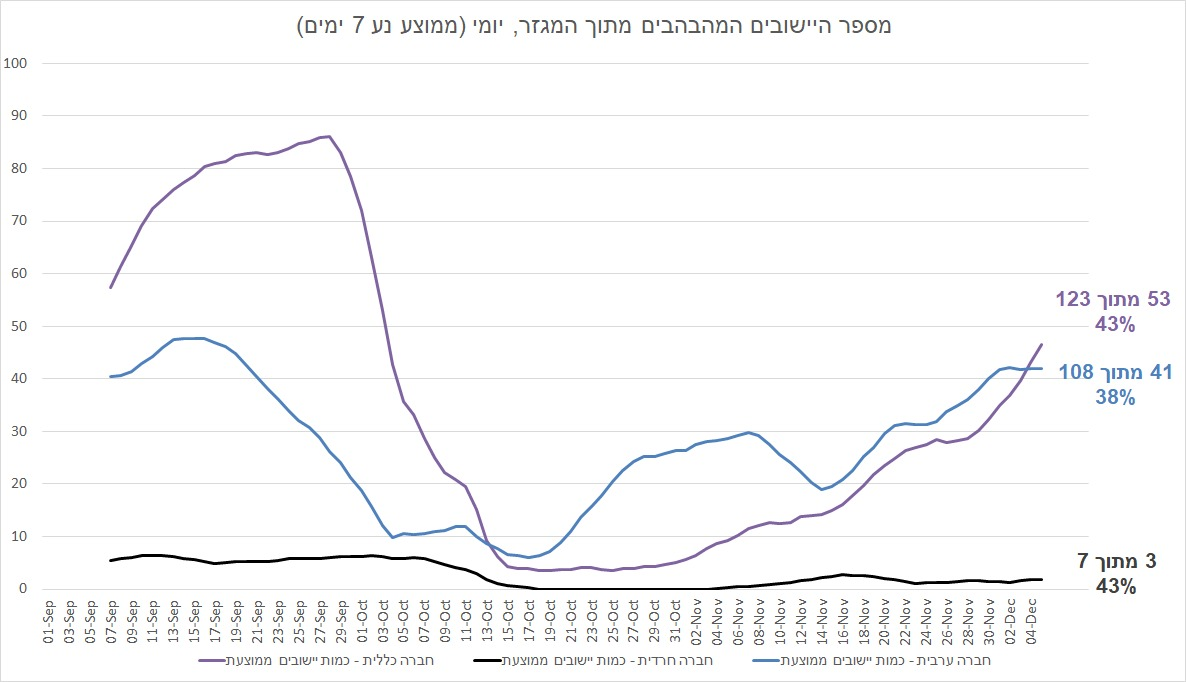 מספר היישובים המהבהבים מתוך המגזר, יומי (ממוצע נע 7 ימים)
100
90
80
70
60
50
40
30
20
10
0
53 מתוך 123
43%
41 מתוך 108
38%
3 מתוך 7
43%
01-Sep
03-Sep
05-Sep
07-Sep
09-Sep
11-Sep
13-Sep
15-Sep
17-Sep
19-Sep
21-Sep
23-Sep
25-Sep
27-Sep
29-Sep
01-Oct
03-Oct
05-Oct
07-Oct
09-Oct
11-Oct
13-Oct
15-Oct
17-Oct
19-Oct
21-Oct
23-Oct
25-Oct
27-Oct
29-Oct
31-Oct
02-Nov
04-Nov
06-Nov
08-Nov
10-Nov
12-Nov
14-Nov
16-Nov
18-Nov
20-Nov
22-Nov
24-Nov
26-Nov
28-Nov
30-Nov
02-Dec
04-Dec
חברה כללית - כמות יישובים ממוצעת
חברה חרדית - כמות יישובים ממוצעת
חברה ערבית - כמות יישובים ממוצעת